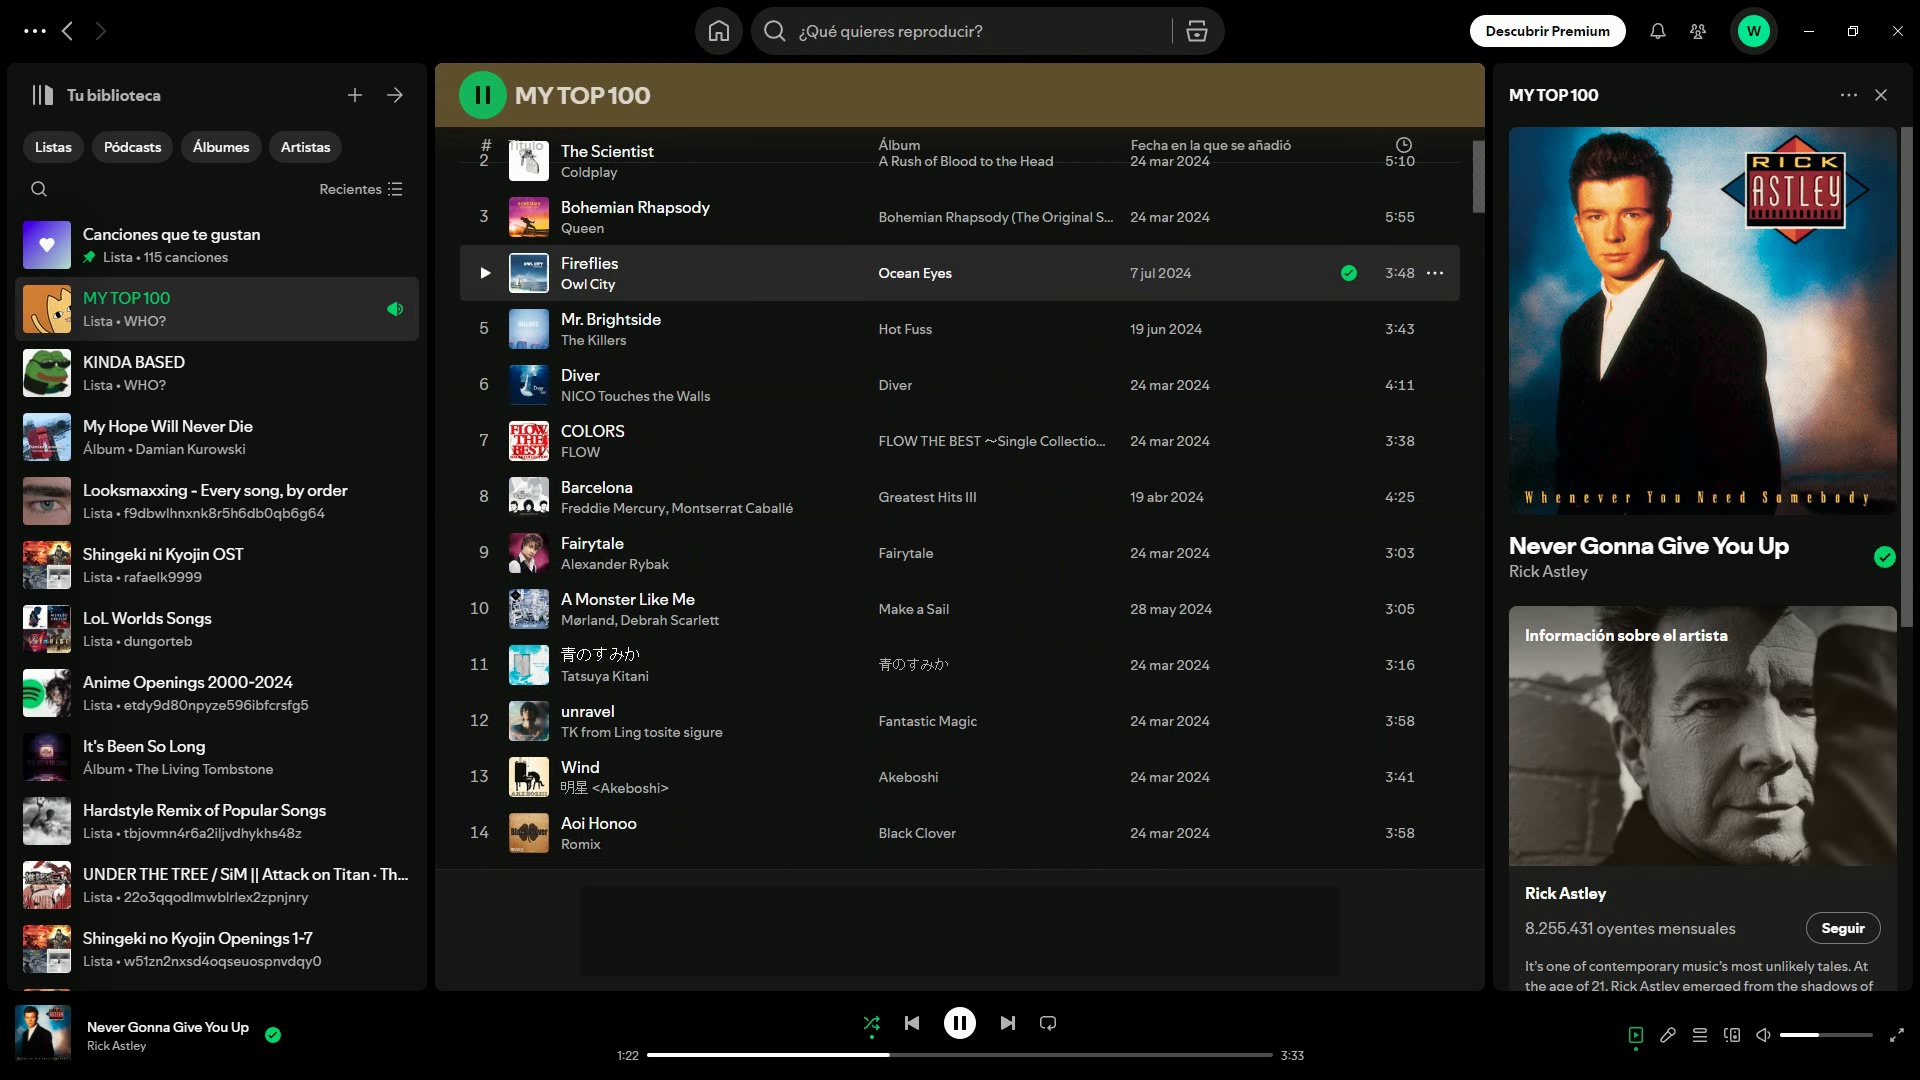 ¿Qué quieres reproducir?
Descubrir Premium
W
Tu biblioteca
Listas
Pódcasts
Álbumes
Artistas
Recientes
Canciones que te gustan
Lista • 115 canciones
MY TOP 100
Lista • WHO?
KINDA BASED
Lista • WHO?
My Hope Will Never Die
Álbum • Damian Kurowski
Looksmaxxing - Every song, by order
Lista • f9dbwlhnxnk8r5h6db0qb6g64
Shingeki ni Kyojin OST
Lista • rafaelk9999
LoL Worlds Songs
Lista • dungorteb
Anime Openings 2000-2024
Lista • etdy9d80npyze596ibfcrsfg5
It's Been So Long
Álbum • The Living Tombstone
Hardstyle Remix of Popular Songs
Lista • tbjovmn4r6a2iljvdhykhs48z
UNDER THE TREE / SiM || Attack on Titan · Th...
Lista • 22o3qqodlmwblrlex2zpnjnry
Shingeki no Kyojin Openings 1-7
Lista • w51zn2nxsd4oqseuospnvdqy0
MY TOP 100
# Título Álbum Fecha en la que se añadió
2 The Scientist A Rush of Blood to the Head 24 mar 2024 5:10
Coldplay
3 Bohemian Rhapsody Bohemian Rhapsody (The Original S... 24 mar 2024 5:55
Queen
Fireflies Ocean Eyes 7 jul 2024 3:48
Owl City
5 Mr. Brightside Hot Fuss 19 jun 2024 3:43
The Killers
6 Diver Diver 24 mar 2024 4:11
NICO Touches the Walls
7 COLORS FLOW THE BEST ～Single Collectio... 24 mar 2024 3:38
FLOW
8 Barcelona Greatest Hits III 19 abr 2024 4:25
Freddie Mercury, Montserrat Caballé
9 Fairytale Fairytale 24 mar 2024 3:03
Alexander Rybak
10 A Monster Like Me Make a Sail 28 may 2024 3:05
Mørland, Debrah Scarlett
11 青のすみか 青のすみか 24 mar 2024 3:16
Tatsuya Kitani
12 unravel Fantastic Magic 24 mar 2024 3:58
TK from Ling tosite sigure
13 Wind Akeboshi 24 mar 2024 3:41
明星 <Akeboshi>
14 Aoi Honoo Black Clover 24 mar 2024 3:58
Romix
MY TOP 100
RICK
ASTLEY
Whenever You Need Somebody
Never Gonna Give You Up
Rick Astley
Información sobre el artista
Rick Astley
8.255.431 oyentes mensuales
Seguir
It's one of contemporary music's most unlikely tales. At
the age of 21, Rick Astley emerged from the shadows of
Never Gonna Give You Up
Rick Astley
1:22
3:33